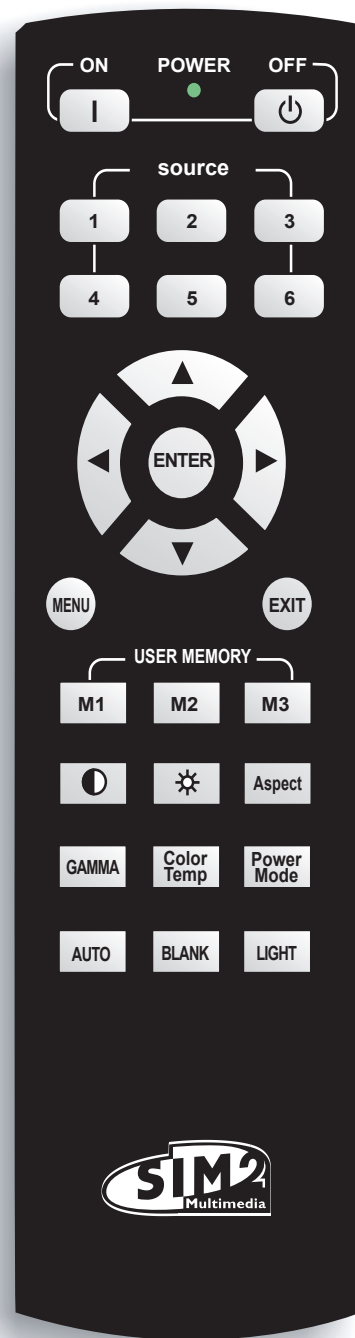 ON POWER OFF
I
source
1 2 3
4 5 6
ENTER
MENU EXIT
USER MEMORY
M1 M2 M3
Aspect
GAMMA Color Temp Power Mode
AUTO BLANK LIGHT
SIM2
Multimedia